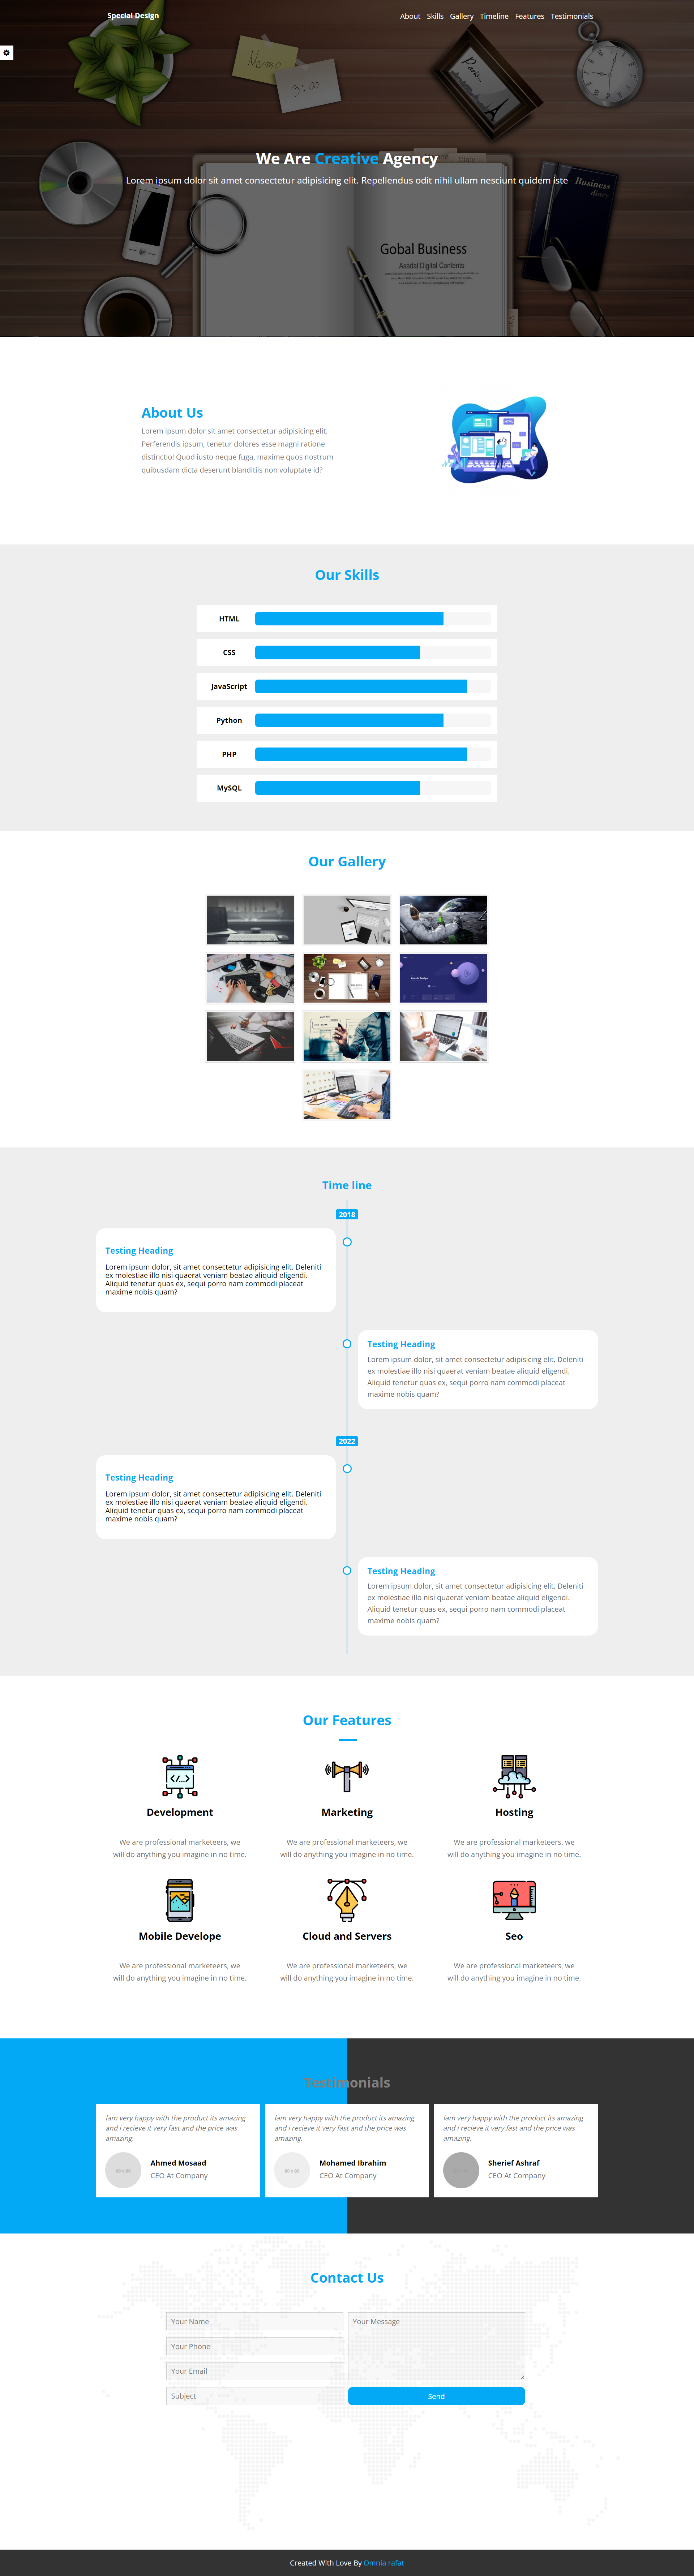 Special Design
About Skills Gallery Timeline Features Testimonials
Memo
3:00
Paris...
Diary
Business
diary
We Are Creative Agency
Lorem ipsum dolor sit amet consectetur adipisicing elit. Repellendus odit nihil ullam nesciunt quidem iste
Gobal Business
Asadal Digital Contents
About Us
Lorem ipsum dolor sit amet consectetur adipisicing elit.
Perferendis ipsum, tenetur dolores esse magni ratione
distinctio! Quod iusto neque fuga, maxime quos nostrum
quibusdam dicta deserunt blanditiis non voluptate id?
Our Skills
HTML
CSS
JavaScript
Python
PHP
MySQL
Our Gallery
Time line
2018
Testing Heading
Lorem ipsum dolor, sit amet consectetur adipisicing elit. Deleniti
ex molestiae illo nisi quaerat veniam beatae aliquid eligendi.
Aliquid tenetur quas ex, sequi porro nam commodi placeat
maxime nobis quam?
Testing Heading
Lorem ipsum dolor, sit amet consectetur adipisicing elit. Deleniti
ex molestiae illo nisi quaerat veniam beatae aliquid eligendi.
Aliquid tenetur quas ex, sequi porro nam commodi placeat
maxime nobis quam?
2022
Testing Heading
Lorem ipsum dolor, sit amet consectetur adipisicing elit. Deleniti
ex molestiae illo nisi quaerat veniam beatae aliquid eligendi.
Aliquid tenetur quas ex, sequi porro nam commodi placeat
maxime nobis quam?
Testing Heading
Lorem ipsum dolor, sit amet consectetur adipisicing elit. Deleniti
ex molestiae illo nisi quaerat veniam beatae aliquid eligendi.
Aliquid tenetur quas ex, sequi porro nam commodi placeat
maxime nobis quam?
Our Features
Development
We are professional marketeers, we
will do anything you imagine in no time.
Marketing
We are professional marketeers, we
will do anything you imagine in no time.
Hosting
We are professional marketeers, we
will do anything you imagine in no time.
Mobile Develope
We are professional marketeers, we
will do anything you imagine in no time.
Cloud and Servers
We are professional marketeers, we
will do anything you imagine in no time.
Seo
We are professional marketeers, we
will do anything you imagine in no time.
Testimonials
Iam very happy with the product its amazing
and i recieve it very fast and the price was
amazing.
Ahmed Mosaad
CEO At Company
Iam very happy with the product its amazing
and i recieve it very fast and the price was
amazing.
Mohamed Ibrahim
CEO At Company
Iam very happy with the product its amazing
and i recieve it very fast and the price was
amazing.
Sherief Ashraf
CEO At Company
Contact Us
Your Name
Your Phone
Your Email
Subject
Your Message
Send
Created With Love By Omnia rafat